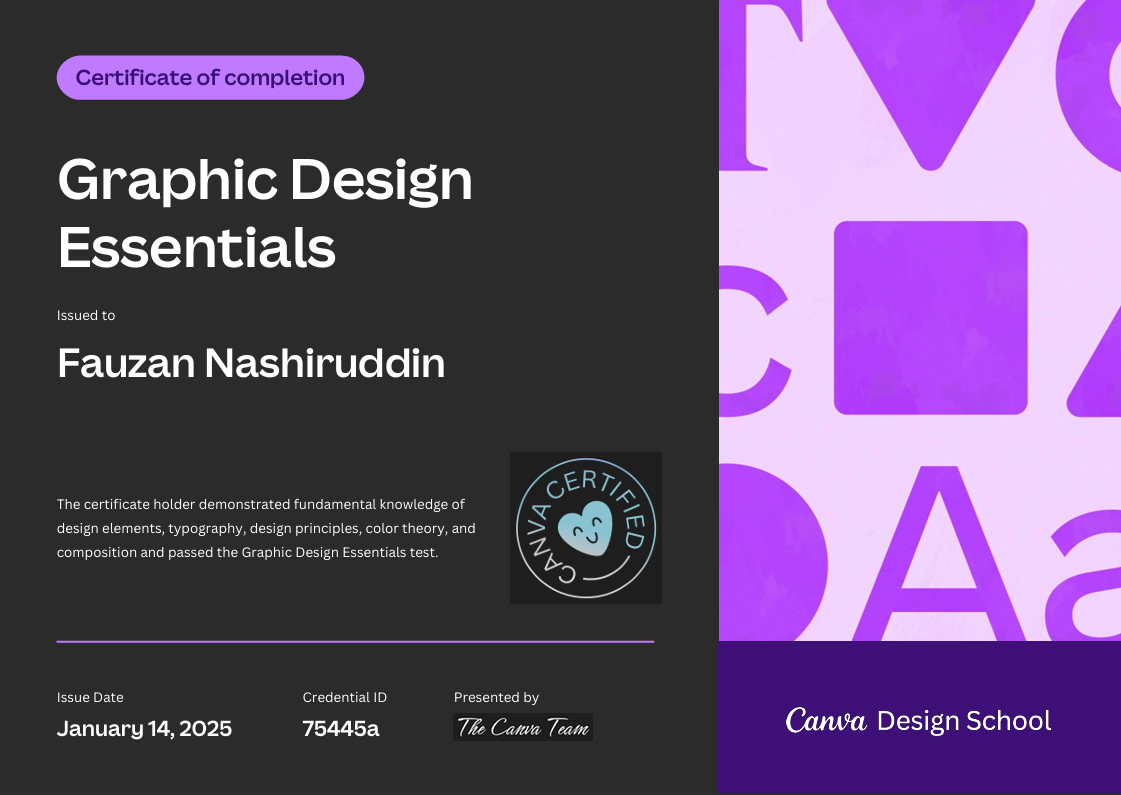 Certificate of completion
Graphic Design
Essentials
Issued to
Fauzan Nashiruddin
The certificate holder demonstrated fundamental knowledge of
design elements, typography, design principles, color theory, and
composition and passed the Graphic Design Essentials test.
CANVA CERTIFIED
Issue Date
Credential ID
Presented by
January 14, 2025
75445a
The Canva Team
T
c
A a
Canva Design School